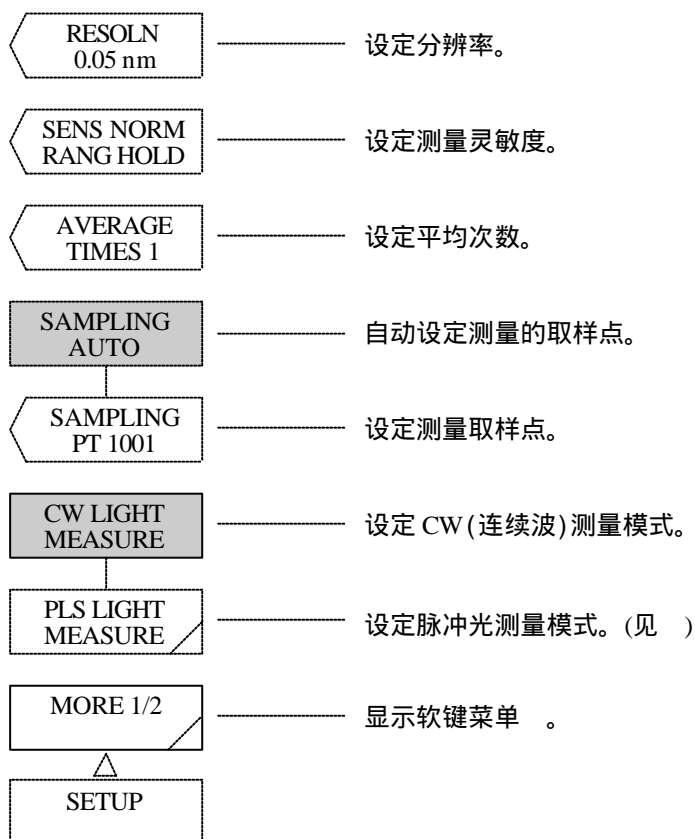 RESOLN
0.05 nm
设定分辨率。
SENS NORM
RANG HOLD
设定测量灵敏度。
AVERAGE
TIMES 1
设定平均次数。
SAMPLING
AUTO
自动设定测量的取样点。
SAMPLING
PT 1001
设定测量取样点。
CW LIGHT
MEASURE
设定 CW(连续波)测量模式。
PLS LIGHT
MEASURE
设定脉冲光测量模式。(见 )
MORE 1/2
显示软键菜单 。
SETUP